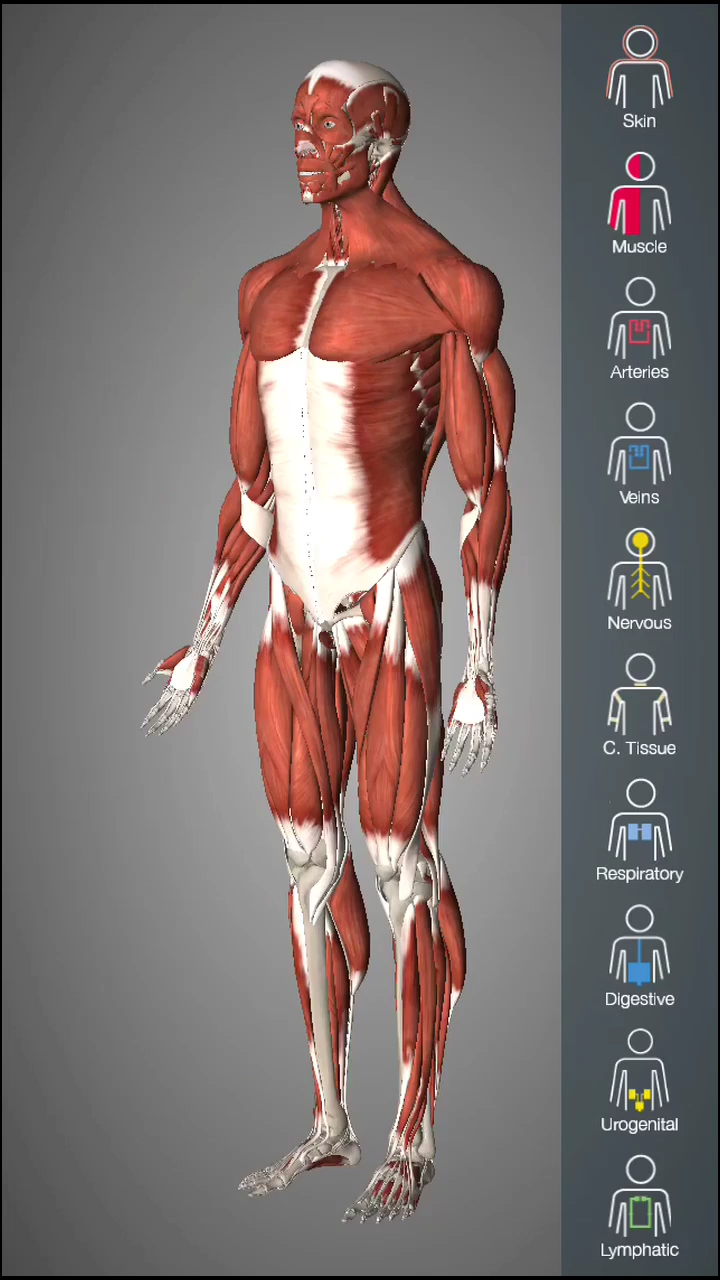 Skin
Muscle
Arteries
Veins
Nervous
C. Tissue
Respiratory
Digestive
Urogenital
Lymphatic